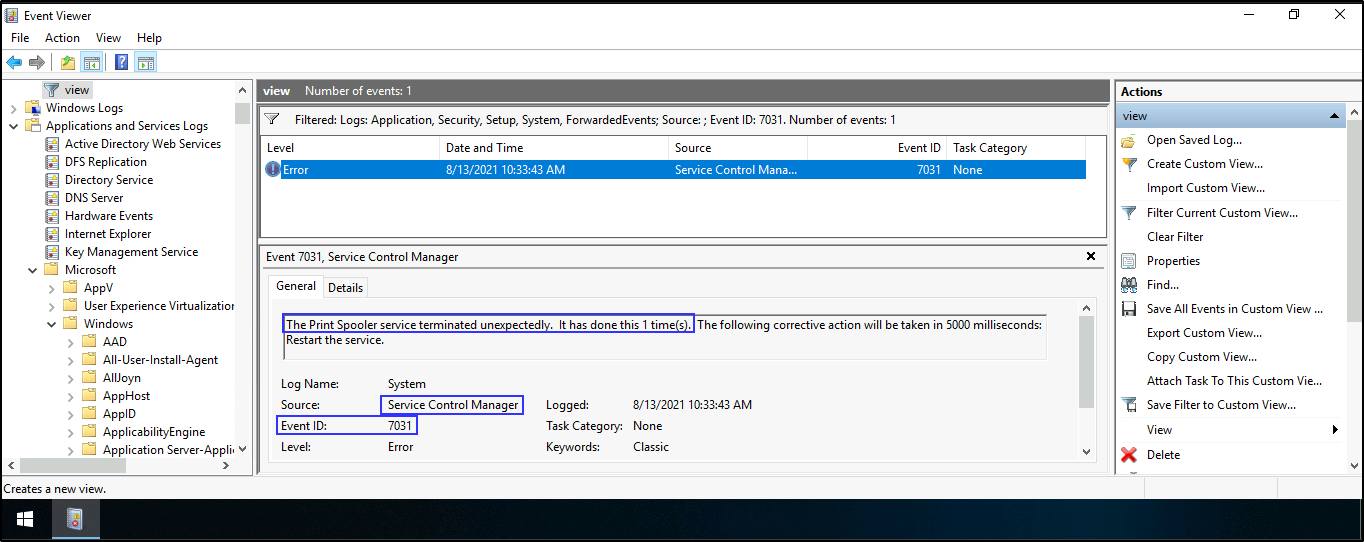 Event Viewer
File Action View Help
view
Windows Logs
Applications and Services Logs
Active Directory Web Services
DFS Replication
Directory Service
DNS Server
Hardware Events
Internet Explorer
Key Management Service
Microsoft
AppV
User Experience Virtualization
Windows
AAD
All-User-Install-Agent
AllJoyn
AppHost
AppID
ApplicabilityEngine
Application Server-Applic
view Number of events: 1
Filtered: Logs: Application, Security, Setup, System, ForwardedEvents; Source: ; Event ID: 7031. Number of events: 1
Level Date and Time Source Event ID Task Category
Error 8/13/2021 10:33:43 AM Service Control Mana... 7031 None
Event 7031, Service Control Manager
General Details
The Print Spooler service terminated unexpectedly. It has done this 1 time(s). The following corrective action will be taken in 5000 milliseconds:
Restart the service.
Log Name: System
Source: Service Control Manager Logged: 8/13/2021 10:33:43 AM
Event ID: 7031 Task Category: None
Level: Error Keywords: Classic
Actions
view
Open Saved Log...
Create Custom View...
Import Custom View...
Filter Current Custom View...
Clear Filter
Properties
Find...
Save All Events in Custom View ...
Export Custom View...
Copy Custom View...
Attach Task To This Custom Vie...
Save Filter to Custom View...
View
Delete
Creates a new view.